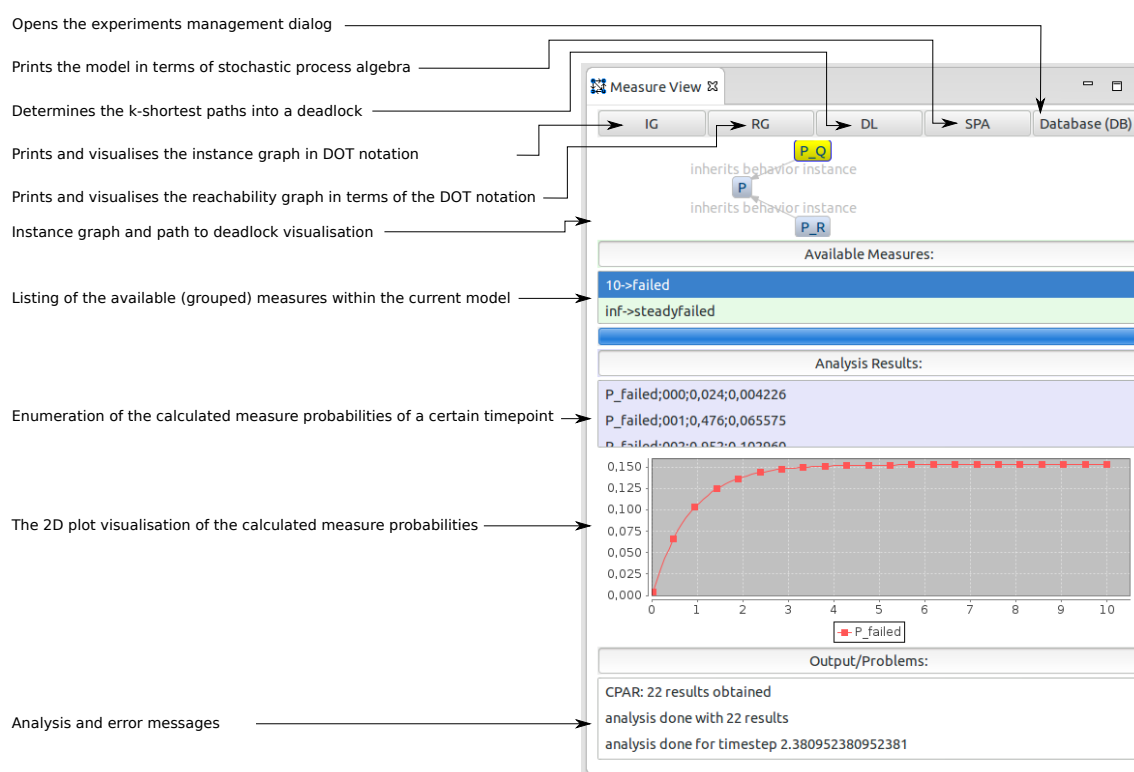 Opens the experiments management dialog
Prints the model in terms of stochastic process algebra
Determines the k-shortest paths into a deadlock
Prints and visualises the instance graph in DOT notation
Prints and visualises the reachability graph in terms of the DOT notation
Instance graph and path to deadlock visualisation
Listing of the available (grouped) measures within the current model
Enumeration of the calculated measure probabilities of a certain timepoint
The 2D plot visualisation of the calculated measure probabilities
Analysis and error messages
Measure View
IG RG DL SPA Database (DB)
P_Q
inherits behavior instance
P
inherits behavior instance
P_R
Available Measures:
10->failed
inf->steadyfailed
Analysis Results:
P_failed;000;0,024;0,004226
P_failed;001;0,476;0,065575
P_failed;002;0,952;0,102960
0,150
0,125
0,100
0,075
0,050
0,025
0,000
0 1 2 3 4 5 6 7 8 9 10
P_failed
Output/Problems:
CPAR: 22 results obtained
analysis done with 22 results
analysis done for timestep 2.380952380952381